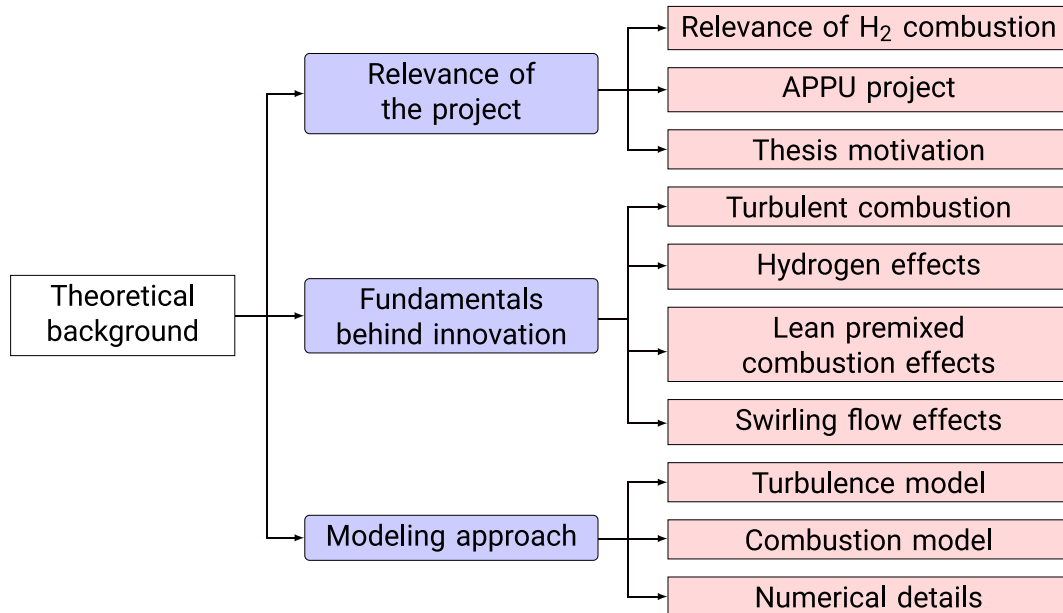 Theoretical
background
Relevance of
the project
Relevance of H₂ combustion
APPU project
Thesis motivation
Fundamentals
behind innovation
Turbulent combustion
Hydrogen effects
Lean premixed
combustion effects
Swirling flow effects
Modeling approach
Turbulence model
Combustion model
Numerical details